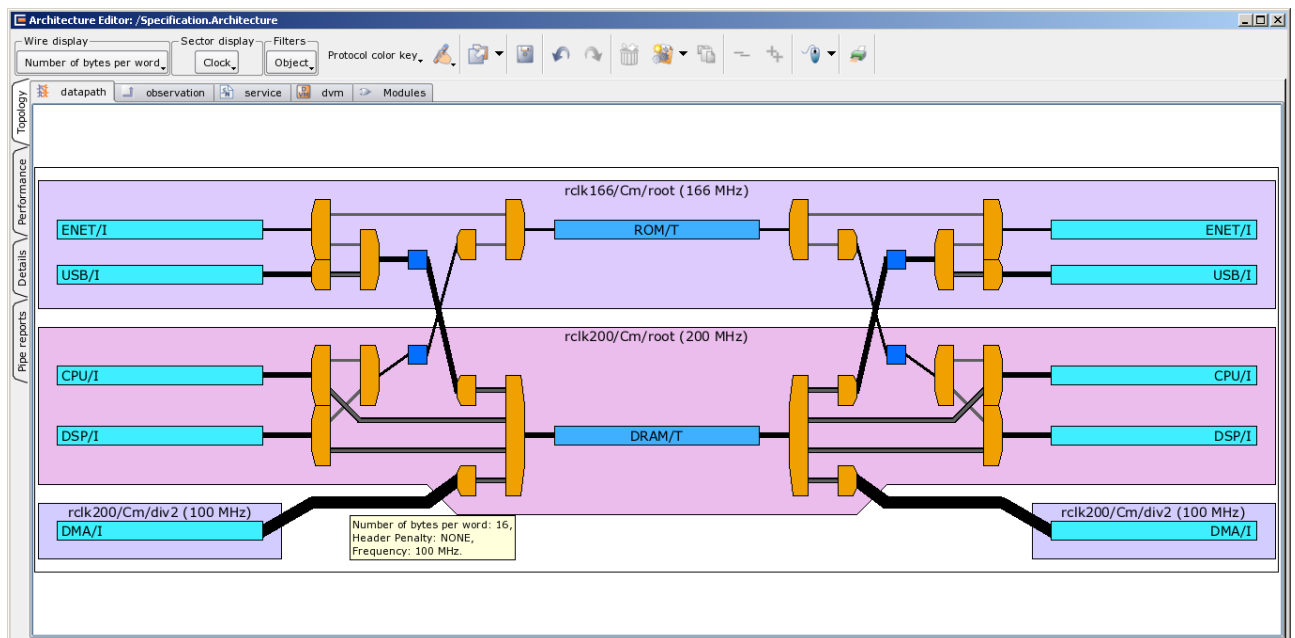 Architecture Editor: /Specification.Architecture
Wire display
Sector display
Filters
Number of bytes per word
Clock
Object
Protocol color key
datapath
observation
service
dvm
Modules
Topology
Performance
Details
Pipe reports
rclk166/Cm/root (166 MHz)
ENET/I
ROM/T
ENET/I
USB/I
USB/I
rclk200/Cm/root (200 MHz)
CPU/I
CPU/I
DSP/I
DRAM/T
DSP/I
rclk200/Cm/div2 (100 MHz)
rclk200/Cm/div2 (100 MHz)
DMA/I
DMA/I
Number of bytes per word: 16,
Header Penalty: NONE,
Frequency: 100 MHz.